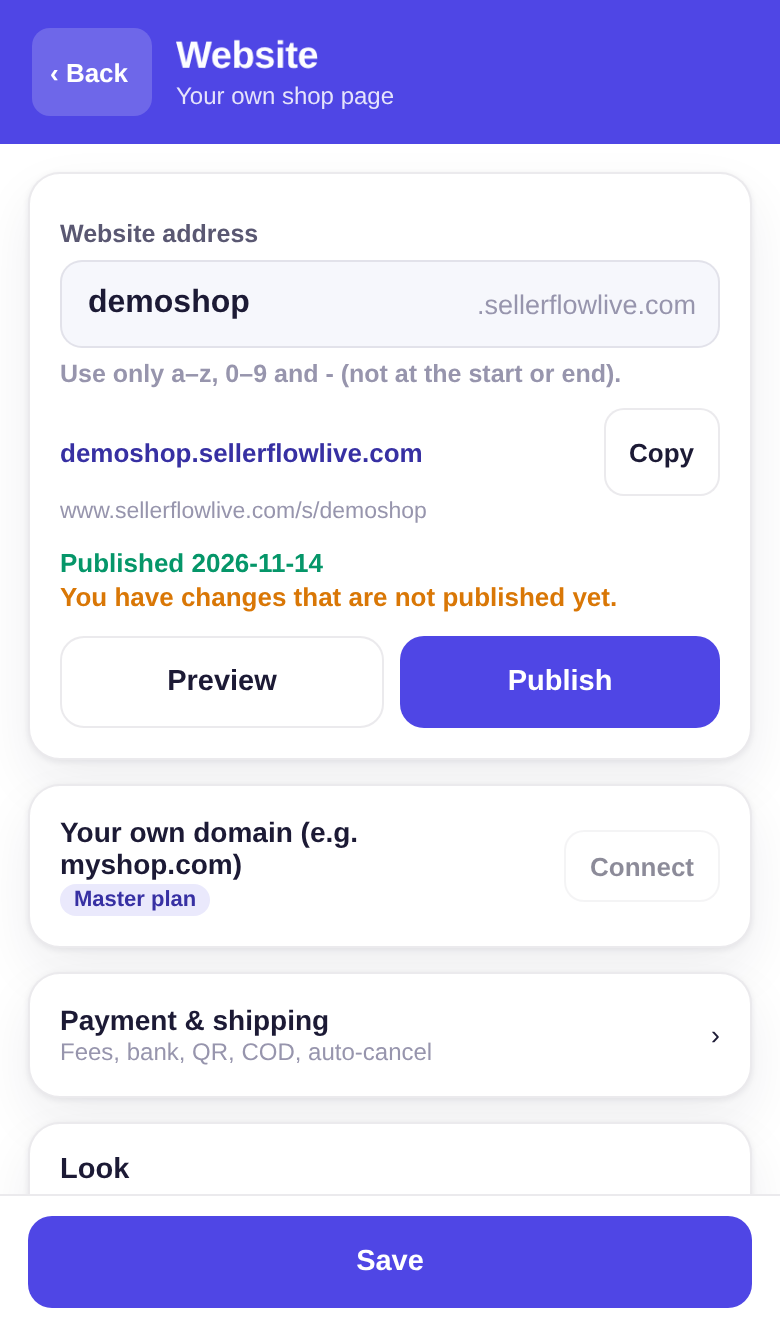 ‹ Back
Website
Your own shop page
Website address
demoshop
.sellerflowlive.com
Use only a–z, 0–9 and - (not at the start or end).
demoshop.sellerflowlive.com
Copy
www.sellerflowlive.com/s/demoshop
Published 2026-11-14
You have changes that are not published yet.
Preview
Publish
Your own domain (e.g.
myshop.com)
Master plan
Connect
Payment & shipping
Fees, bank, QR, COD, auto-cancel
›
Look
Save